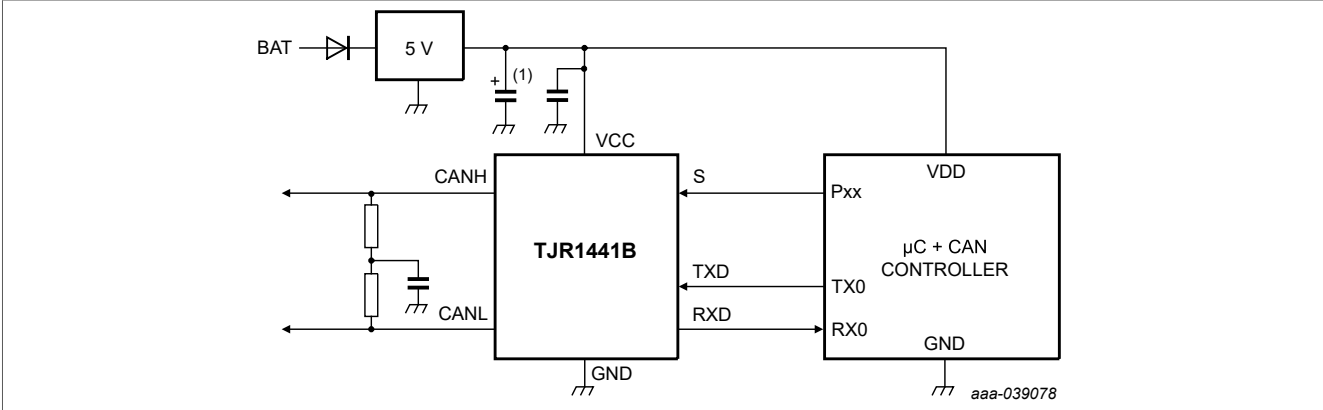 BAT
5 V
+
(1)
VCC
VDD
CANH
S
Pxx
TJR1441B
µC + CAN
CONTROLLER
TXD
TX0
CANL
RXD
RX0
GND
GND
aaa-039078